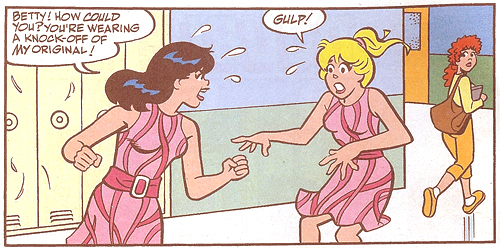 BETTY! HOW COULD
YOU? YOU'RE WEARING
A KNOCK-OFF OF
MY ORIGINAL!
GULP!